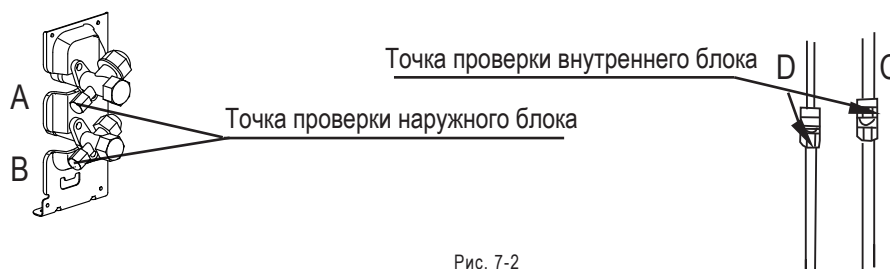 Точка проверки внутреннего блока
D
C
A
Точка проверки наружного блока
B
Рис. 7-2